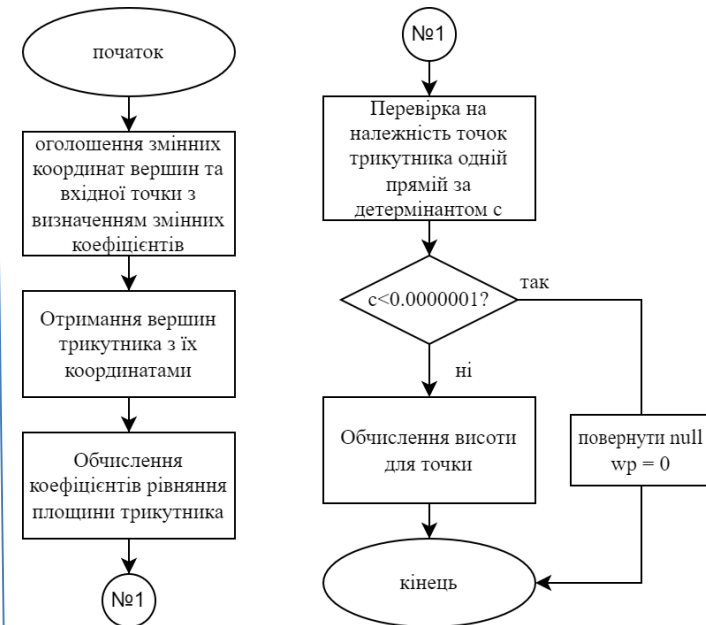 початок
оголошення змінних
координат вершин та
вхідної точки з
визначенням змінних
коефіцієнтів
Отримання вершин
трикутника з їх
координатами
Обчислення
коефіцієнтів рівняння
площини трикутника
№1
№1
Перевірка на
належність точок
трикутника одній
прямій за
детермінантом с
c<0.0000001?
так
ні
Обчислення висоти
для точки
повернути null
wp = 0
кінець